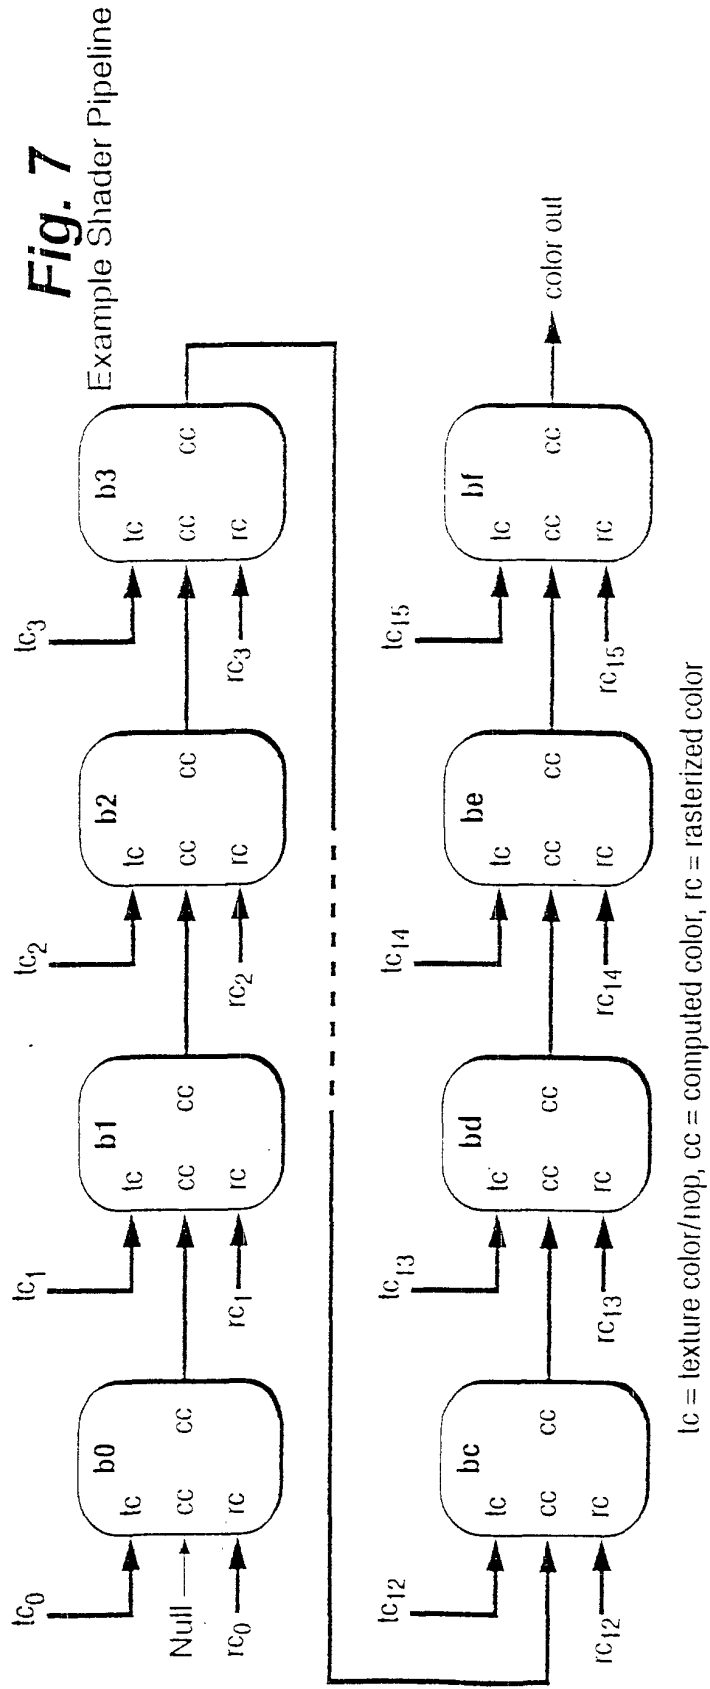 Fig. 7
Example Shader Pipeline
tc0
Null
rc0
b0
tc
cc
rc
cc
tc1
rc1
b1
tc
cc
rc
cc
tc2
rc2
b2
tc
cc
rc
cc
tc3
rc3
b3
tc
cc
rc
cc
tc12
rc12
bc
tc
cc
rc
cc
tc13
rc13
bd
tc
cc
rc
cc
tc14
rc14
be
tc
cc
rc
cc
tc15
rc15
bf
tc
cc
rc
cc
color out
tc = texture color/nop, cc = computed color, rc = rasterized color